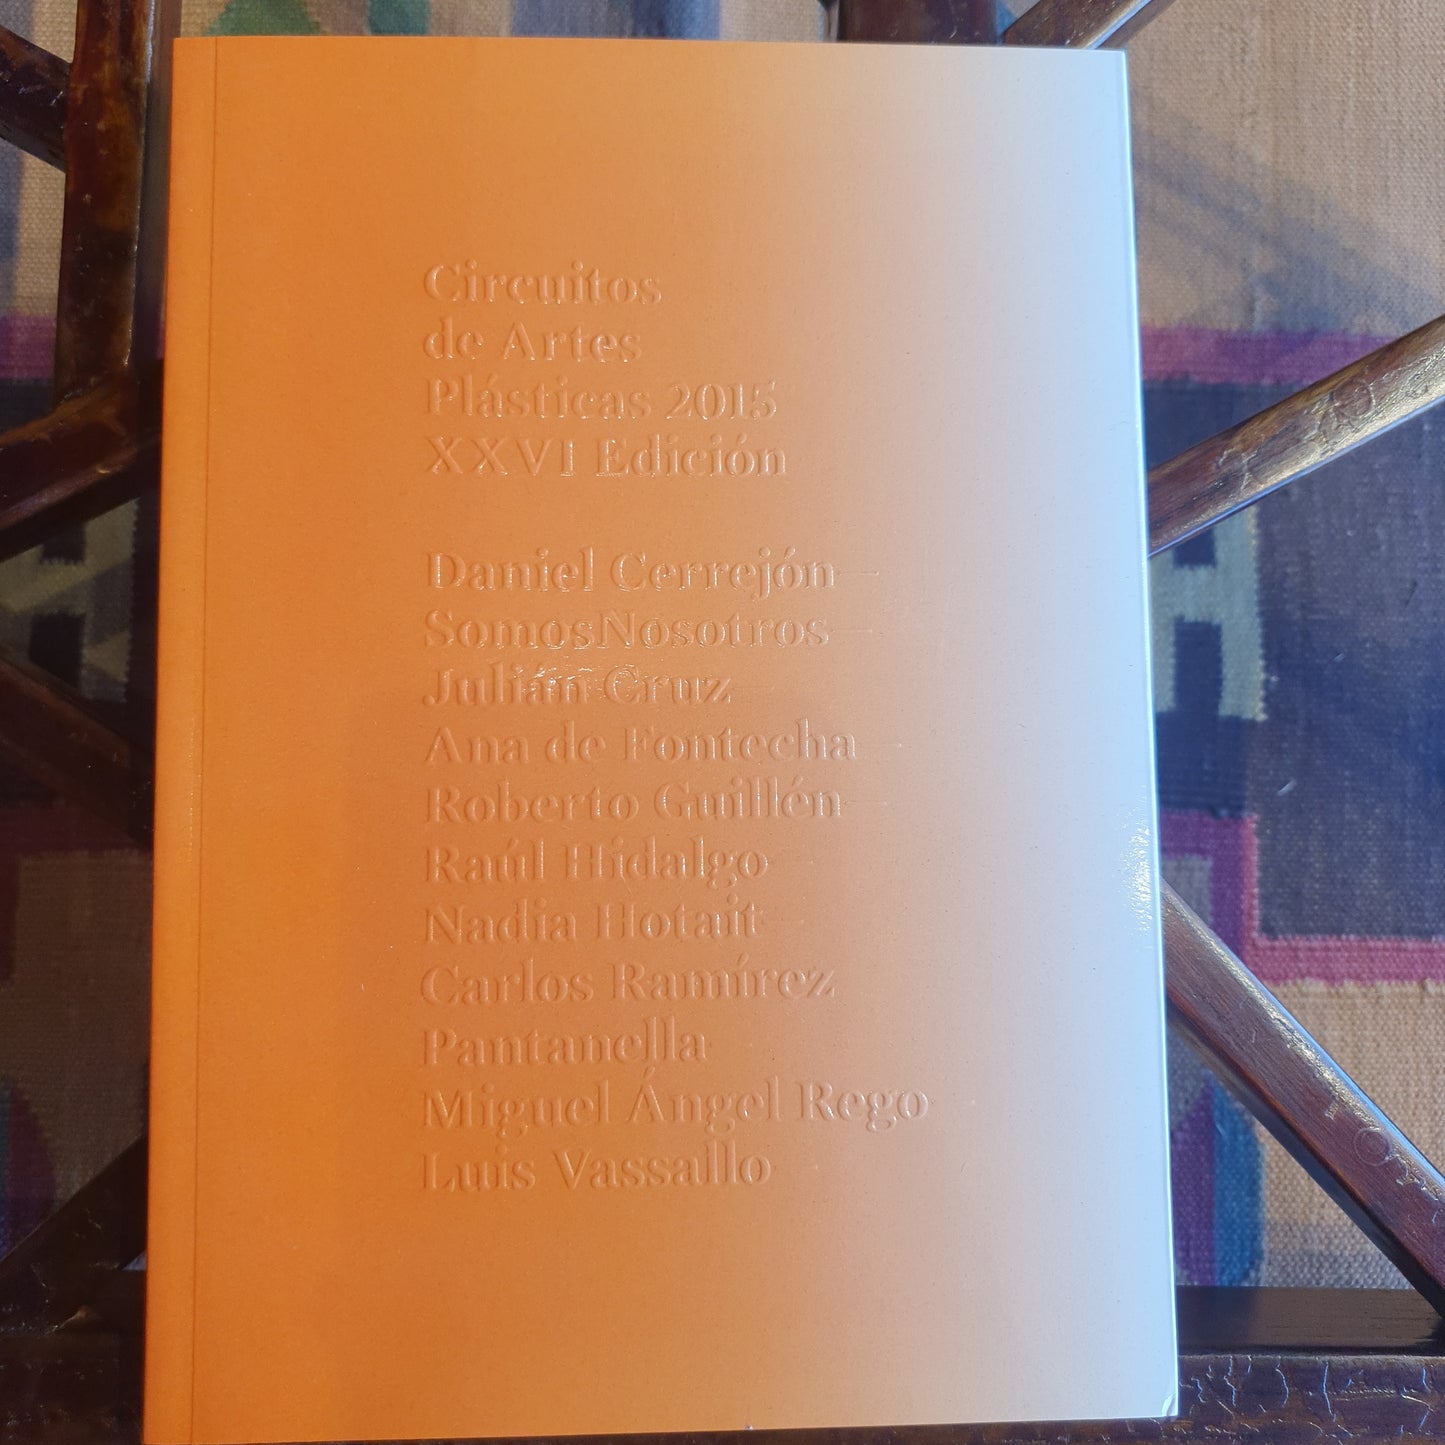 Circuitos
de Artes
Plásticas 2015
XXVI Edición
Daniel Cerrejón –
SomosNosotros –
Julián Cruz –
Ana de Fontecha –
Roberto Guillén –
Raúl Hidalgo –
Nadia Hotait –
Carlos Ramírez
Pantanella –
Miguel Ángel Rego –
Luis Vassallo –